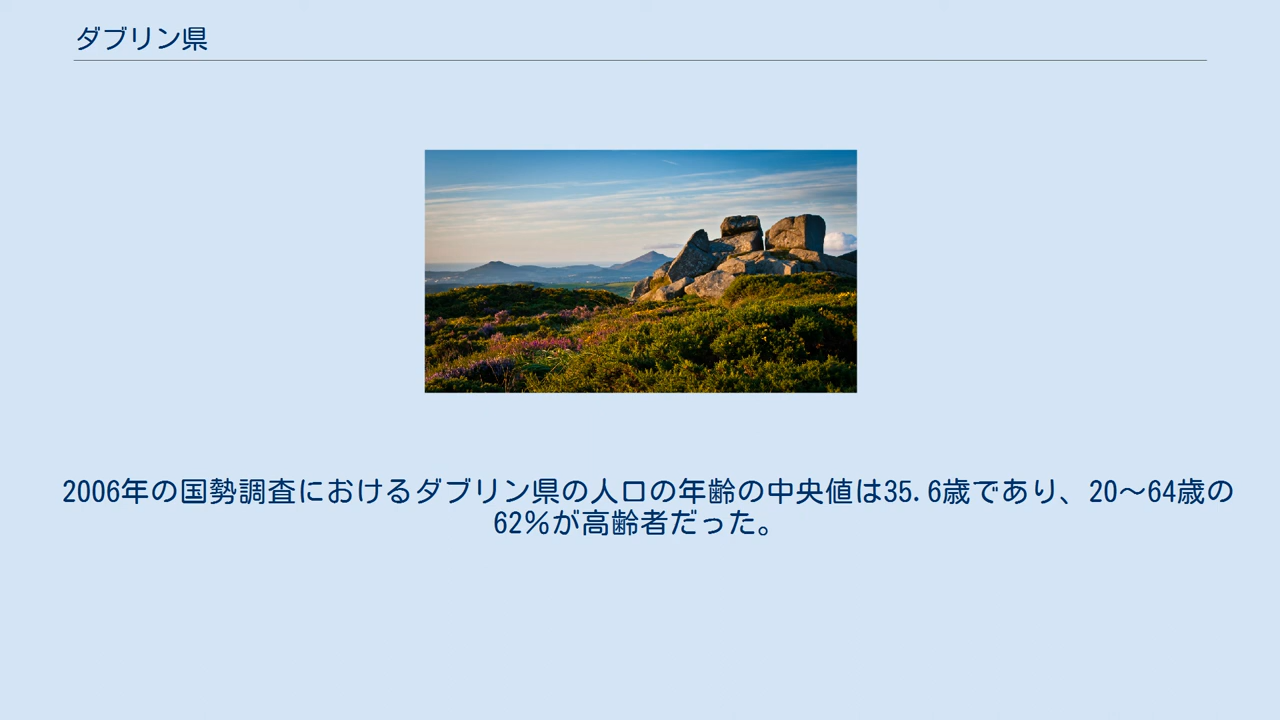 ダブリン県
2006年の国勢調査におけるダブリン県の人口の年齢の中央値は35.6歳であり、20～64歳の
62%が高齢者だった。